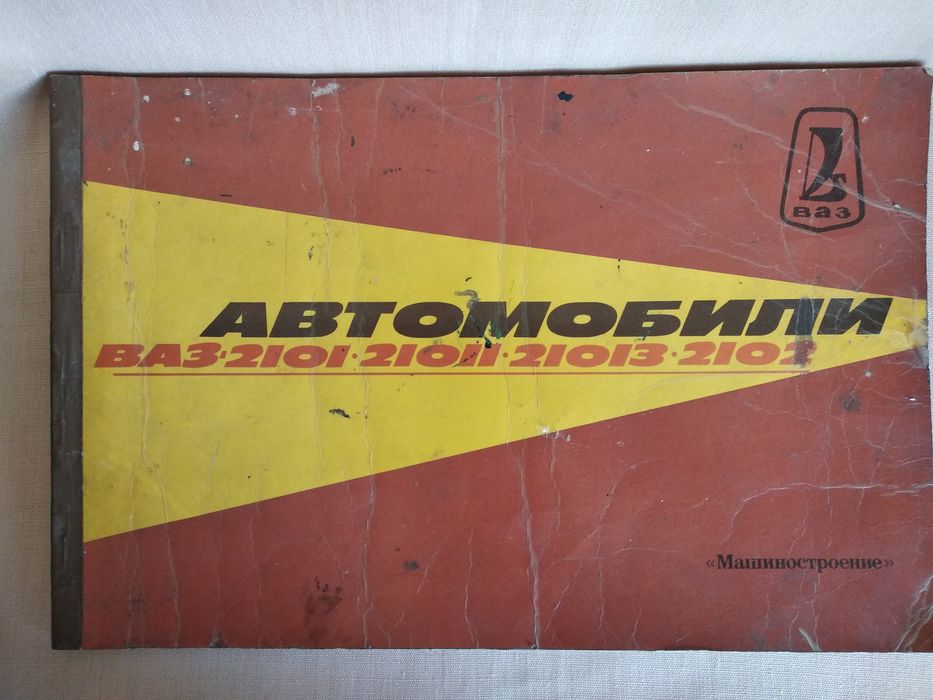 ВАЗ
АВТОМОБИЛИ
ВАЗ-2101·21011·21013·2102
«Машиностроение»